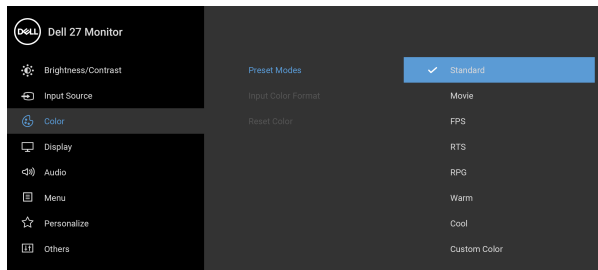 DELL Dell 27 Monitor
Brightness/Contrast
Input Source
Color
Display
Audio
Menu
Personalize
Others
Preset Modes
Input Color Format
Reset Color
Standard
Movie
FPS
RTS
RPG
Warm
Cool
Custom Color